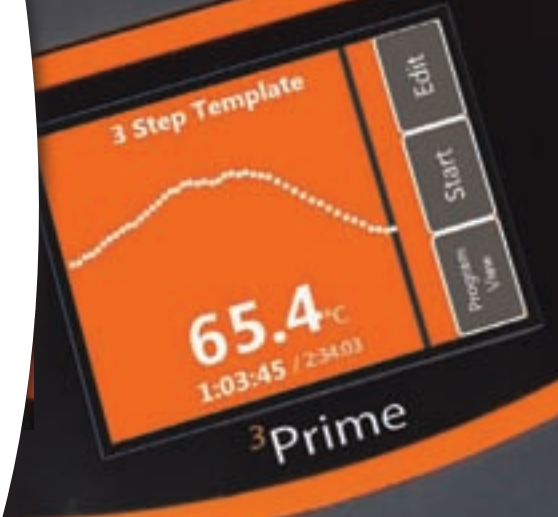 3 Step Template
65.4°C
1:03:45 / 2:34:03
Edit
Start
Program
View
3Prime